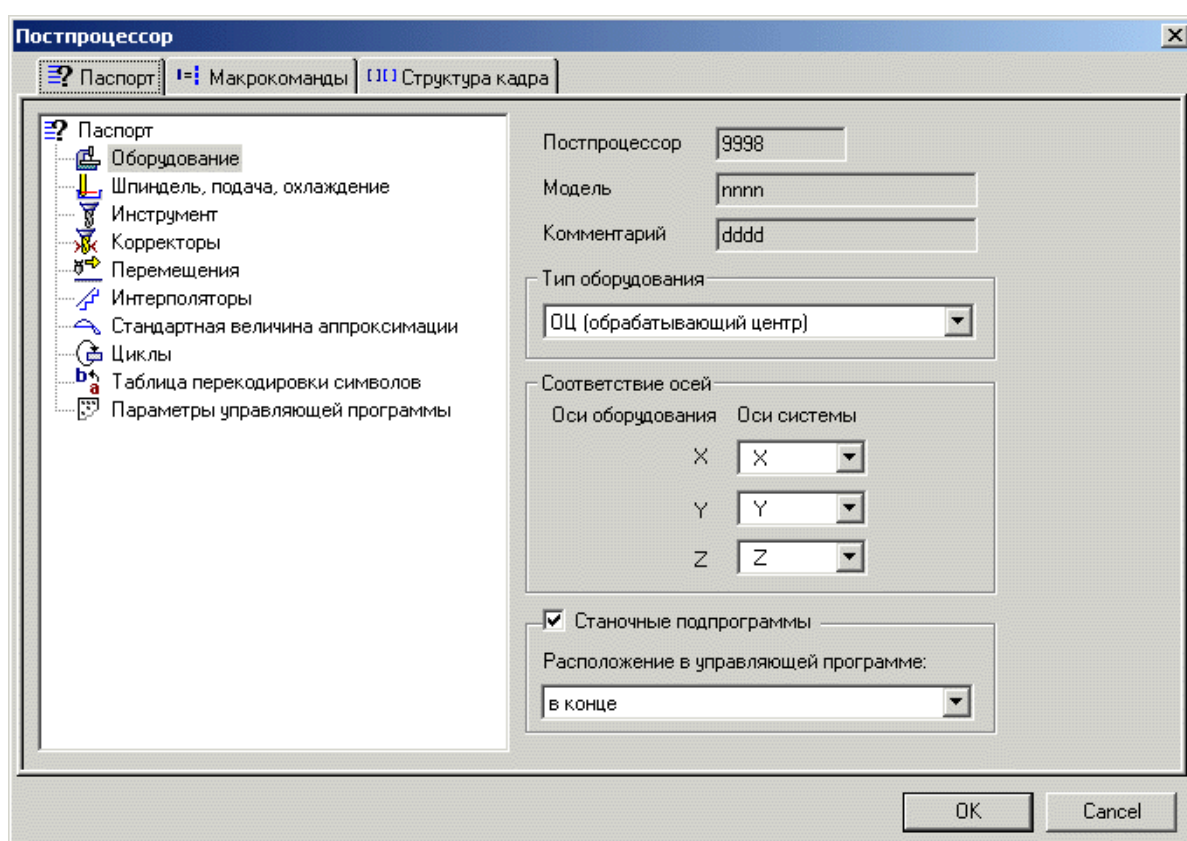 Постпроцессор
Паспорт Макрокоманды Структура кадра
Паспорт
Оборудование
Шпиндель, подача, охлаждение
Инструмент
Корректоры
Перемещения
Интерполяторы
Стандартная величина аппроксимации
Циклы
Таблица перекодировки символов
Параметры управляющей программы
Постпроцессор 9998
Модель nnnn
Комментарий dddd
Тип оборудования
ОЦ (обрабатывающий центр)
Соответствие осей
Оси оборудования Оси системы
X X
Y Y
Z Z
Станочные подпрограммы
Расположение в управляющей программе:
в конце
OK Cancel